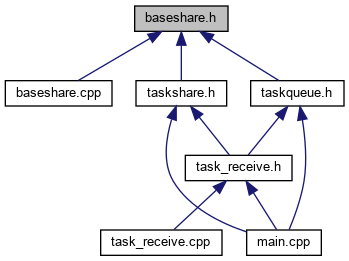 baseshare.h
baseshare.cpp
taskshare.h
taskqueue.h
task_receive.h
task_receive.cpp
main.cpp